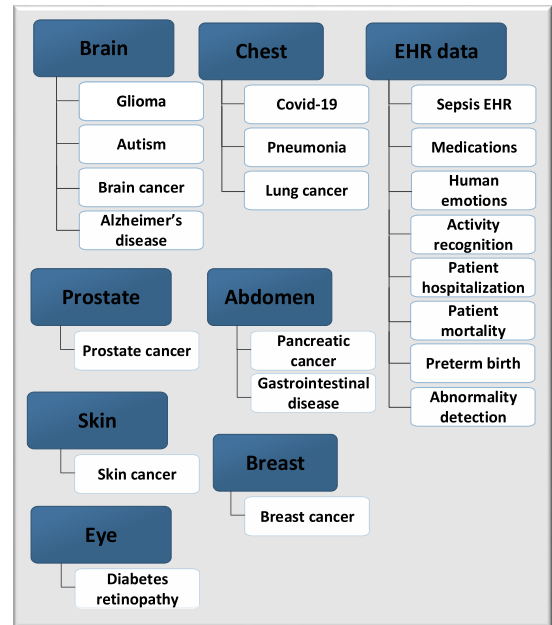 Brain
Glioma
Autism
Brain cancer
Alzheimer's
disease
Chest
Covid-19
Pneumonia
Lung cancer
EHR data
Sepsis EHR
Medications
Human
emotions
Activity
recognition
Patient
hospitalization
Patient
mortality
Preterm birth
Abnormality
detection
Prostate
Prostate cancer
Abdomen
Pancreatic
cancer
Gastrointestinal
disease
Skin
Skin cancer
Breast
Breast cancer
Eye
Diabetes
retinopathy